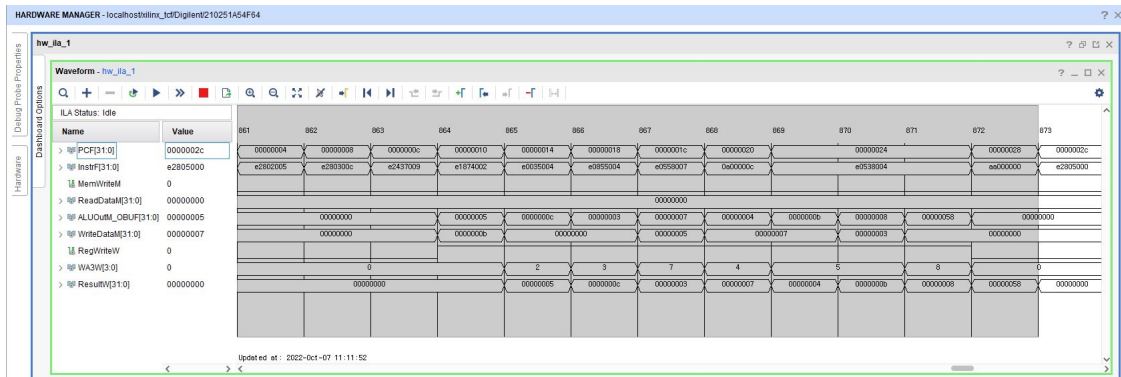 HARDWARE MANAGER - localhost/xilinx_tcf/Digilent/210251A54F64
hw_ila_1
Debug Probe Properties
Hardware
Dashboard Options
Waveform - hw_ila_1
ILA Status: Idle
Name Value 861 862 863 864 865 866 867 868 869 870 871 872 873
PCF[31:0] 0000002c 00000004 00000008 0000000c 00000010 00000014 00000018 0000001c 00000020 00000024 00000028 0000002c
InstrF[31:0] e2805000 e2802005 e280300c e2437009 e1874002 e0035004 e0855004 e0558007 0a00000c e0538004 aa000000 e2805000
MemWriteM 0
ReadDataM[31:0] 00000000 00000000
ALUOutM_OBUF[31:0] 00000005 00000000 00000005 0000000c 00000003 00000007 00000004 0000000b 00000008 00000058 00000000
WriteDataM[31:0] 00000007 00000000 0000000b 00000000 00000005 00000007 00000003 00000000
RegWriteW 0
WA3W[3:0] 0 0 2 3 7 4 5 8 0
ResultW[31:0] 00000000 00000000 00000005 0000000c 00000003 00000007 00000004 0000000b 00000008 00000058 00000000
Updated at: 2022-Oct-07 11:11:52